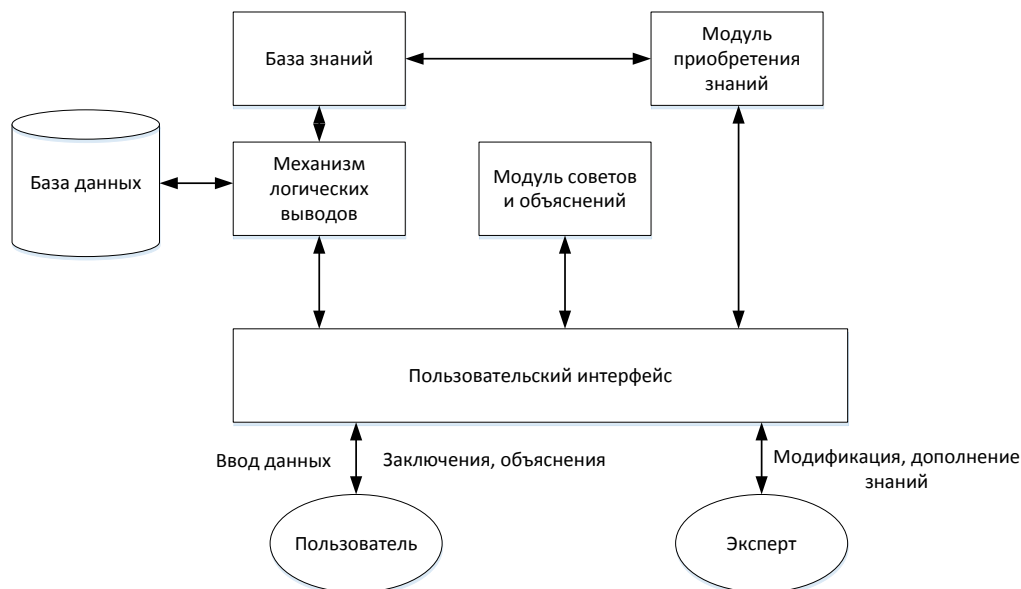 База знаний
Модуль
приобретения
знаний
База данных
Механизм
логических
выводов
Модуль советов
и объяснений
Пользовательский интерфейс
Ввод данных
Заключения, объяснения
Модификация, дополнение
знаний
Пользователь
Эксперт